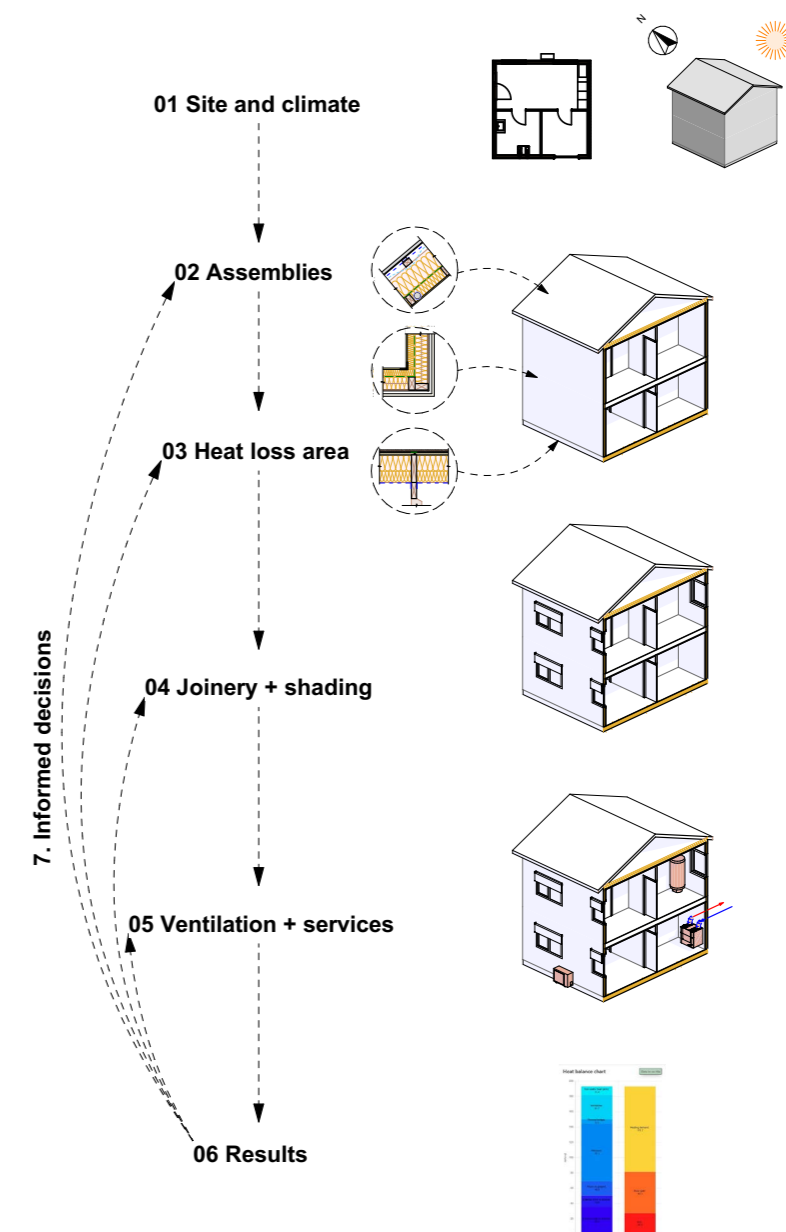 N
01 Site and climate
02 Assemblies
03 Heat loss area
04 Joinery + shading
7. Informed decisions
05 Ventilation + services
06 Results
Heat balance chart